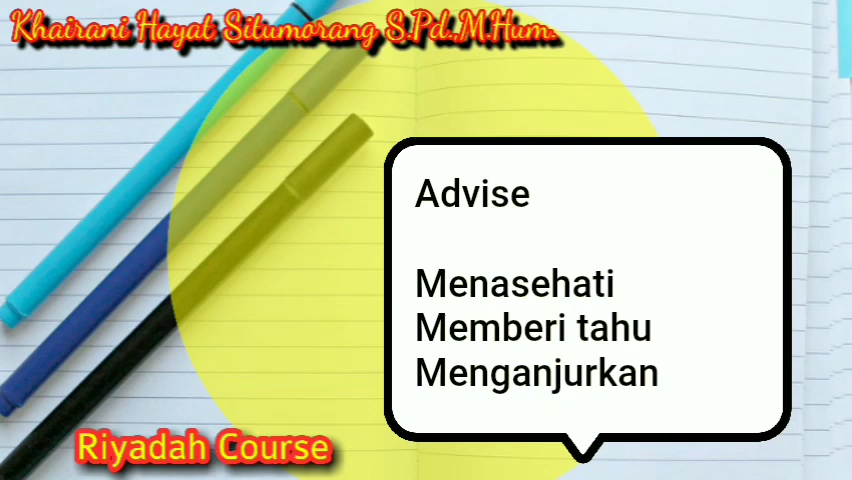 Khairani Hayat Situmorang S.Pd.,M.Hum.
Advise
Menasehati
Memberi tahu
Menganjurkan
Riyadah Course